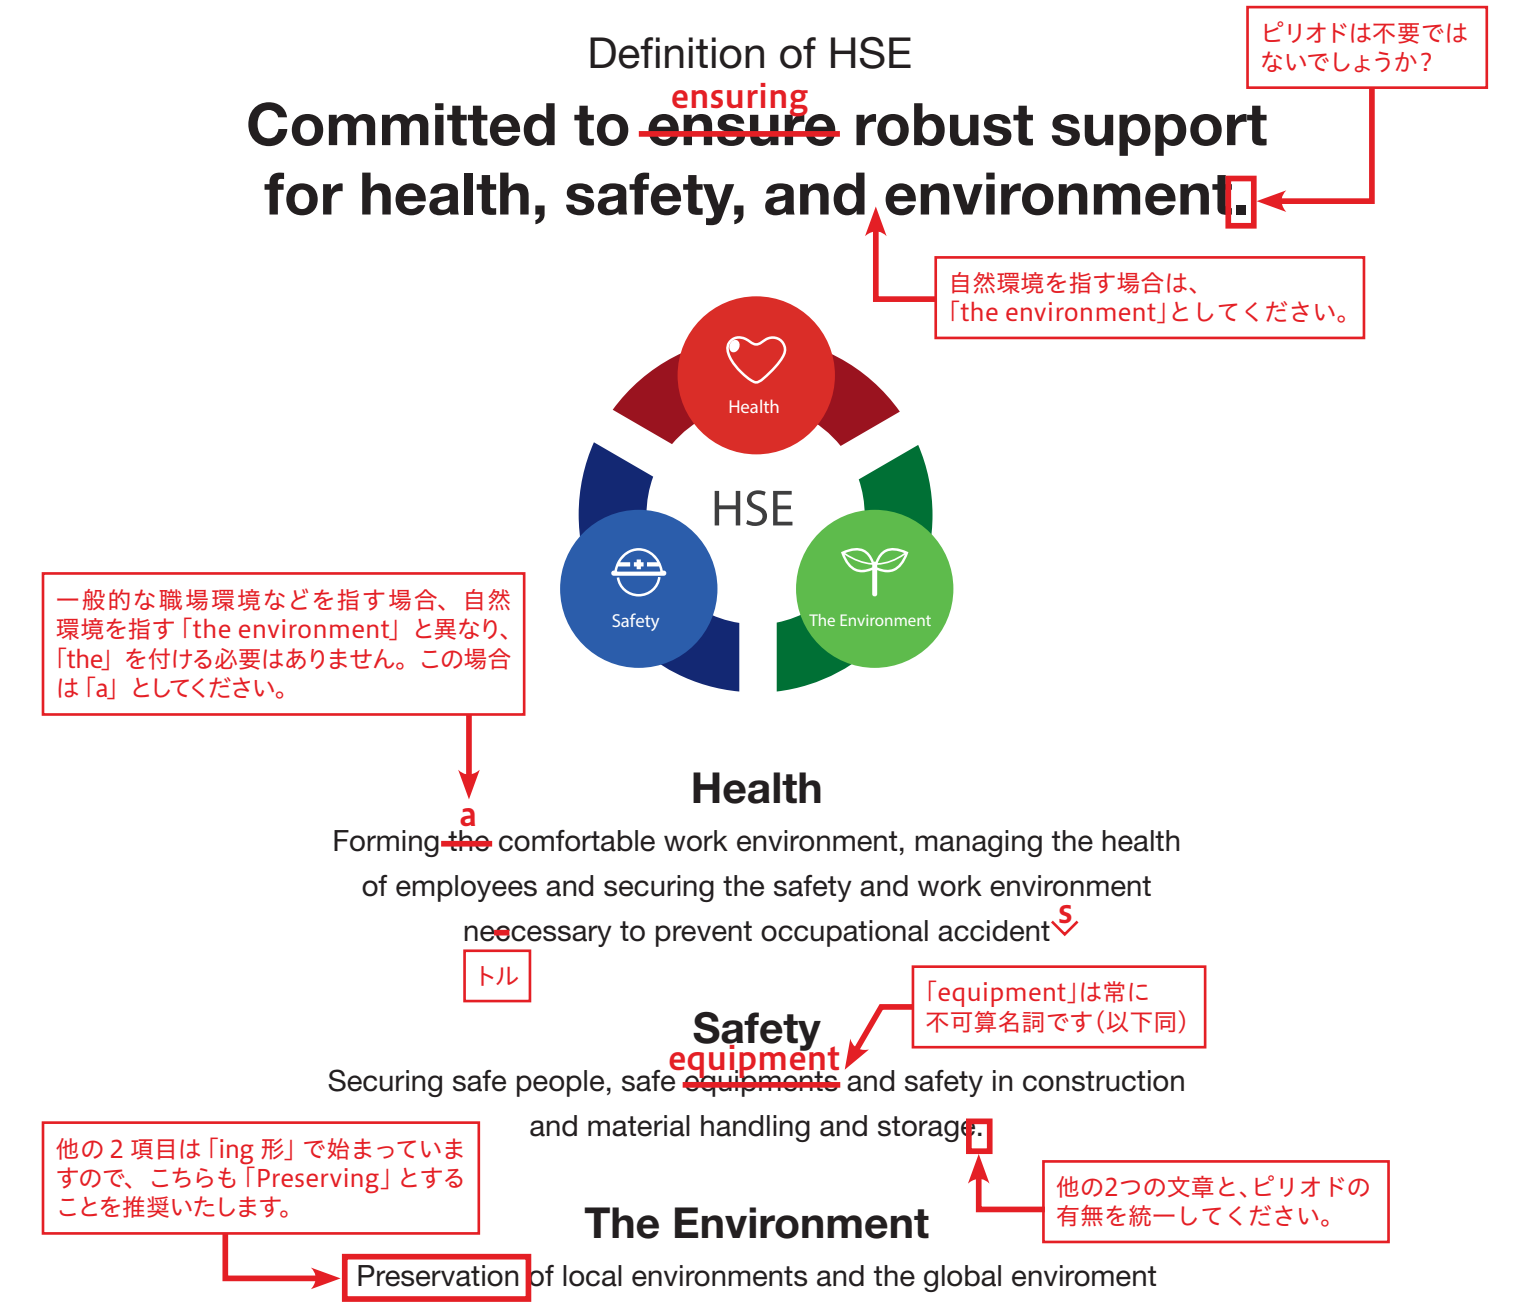 Definition of HSE
ピリオドは不要では
ないでしょうか？
ensuring
Committed to ensure robust support
for health, safety, and environment.
自然環境を指す場合は、
「the environment」としてください。
Health
HSE
Safety
The Environment
一般的な職場環境などを指す場合、自然
環境を指す「the environment」と異なり、
「the」を付ける必要はありません。この場合
は「a」としてください。
Health
a
Forming the comfortable work environment, managing the health
of employees and securing the safety and work environment
s
neecessary to prevent occupational accident
トル
「equipment」は常に
不可算名詞です（以下同）
Safety
equipment
Securing safe people, safe equipments and safety in construction
and material handling and storage.
他の2項目は「ing 形」で始まっていま
すので、こちらも「Preserving」とする
ことを推奨いたします。
他の2つの文章と、ピリオドの
有無を統一してください。
The Environment
Preservation of local environments and the global enviroment